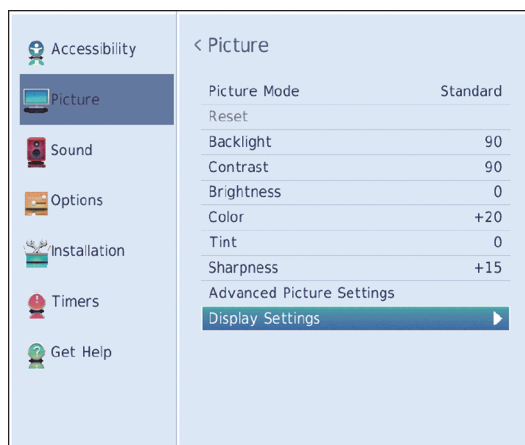 Accessibility
Picture
Sound
Options
Installation
Timers
Get Help
< Picture
Picture Mode Standard
Reset
Backlight 90
Contrast 90
Brightness 0
Color +20
Tint 0
Sharpness +15
Advanced Picture Settings
Display Settings